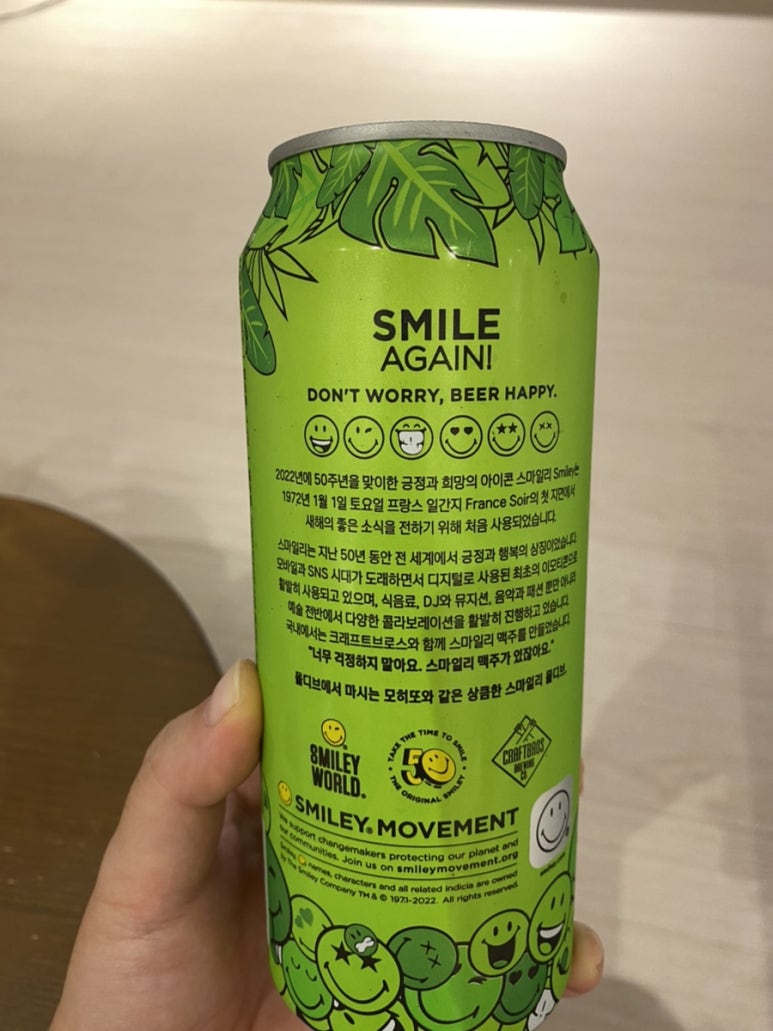 SMILE
AGAIN!
DON'T WORRY, BEER HAPPY.
2022년에 50주년을 맞이한 긍정과 희망의 아이콘 스마일리 Smiley는
1972년 1월 1일 토요일 프랑스 일간지 France Soir의 첫 지면에서
새해의 좋은 소식을 전하기 위해 처음 사용되었습니다.
스마일리는 지난 50년 동안 전 세계에서 긍정과 행복의 상징이었습니다.
모바일과 SNS 시대가 도래하면서 디지털로 사용된 최초의 이모티콘으로
활발히 사용되고 있으며, 식음료, DJ와 뮤지션, 음악과 패션 뿐만 아니라
예술 전반에서 다양한 콜라보레이션을 활발히 진행하고 있습니다.
국내에서는 크래프트브로스와 함께 스마일리 맥주를 만들었습니다.
"너무 걱정하지 말아요. 스마일리 맥주가 있잖아요."
몰디브에서 마시는 모히또와 같은 상큼한 스마일리 몰디브.
SMILEY
WORLD®
TAKE THE TIME TO SMILE
50
THE ORIGINAL SMILEY
CRAFTBROS
BREWING
CO.
SMILEY® MOVEMENT
We support changemakers protecting our planet and
our communities. Join us on smileymovement.org
Smiley names, characters and all related indicia are owned
by The Smiley Company TM & © 1971-2022. All rights reserved.